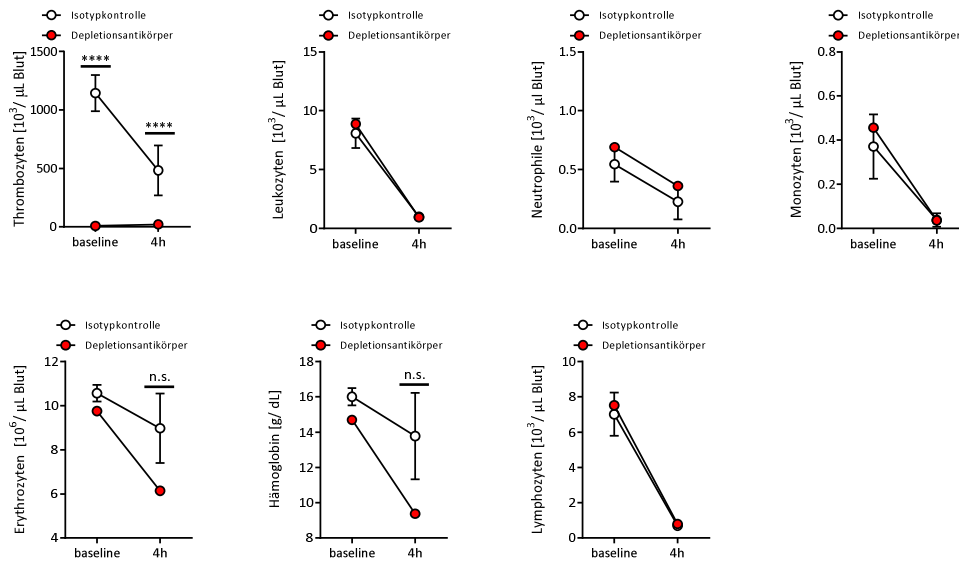 Isotypkontrolle
Depletionsantikörper
Thrombozyten [10³/ µL Blut]
1500
1000
500
0
****
****
baseline 4h
Isotypkontrolle
Depletionsantikörper
Leukozyten [10³/ µL Blut]
15
10
5
0
baseline 4h
Isotypkontrolle
Depletionsantikörper
Neutrophile [10³/ µL Blut]
1.5
1.0
0.5
0.0
baseline 4h
Isotypkontrolle
Depletionsantikörper
Monozyten [10³/ µL Blut]
0.8
0.6
0.4
0.2
0.0
baseline 4h
Isotypkontrolle
Depletionsantikörper
Erythrozyten [10⁶/ µL Blut]
12
10
8
6
4
n.s.
baseline 4h
Isotypkontrolle
Depletionsantikörper
Hämoglobin [g/ dL]
18
16
14
12
10
8
n.s.
baseline 4h
Isotypkontrolle
Depletionsantikörper
Lymphozyten [10³/ µL Blut]
10
8
6
4
2
0
baseline 4h